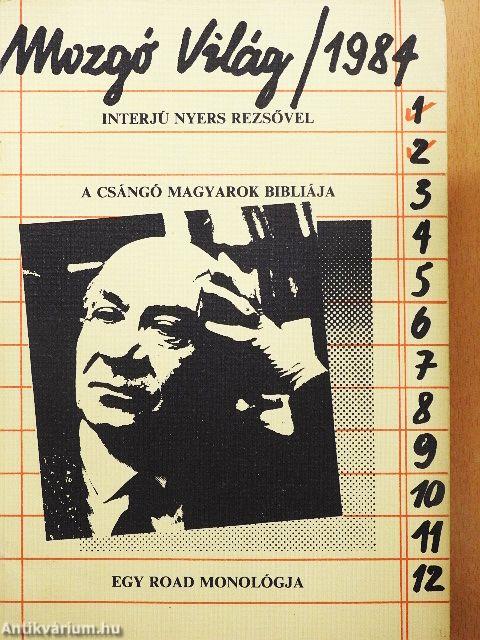 Mozgó Világ/1984
INTERJÚ NYERS REZSŐVEL
A CSÁNGÓ MAGYAROK BIBLIÁJA
EGY ROAD MONOLÓGJA
1
2
3
4
5
6
7
8
9
10
11
12
Antikvárium.hu